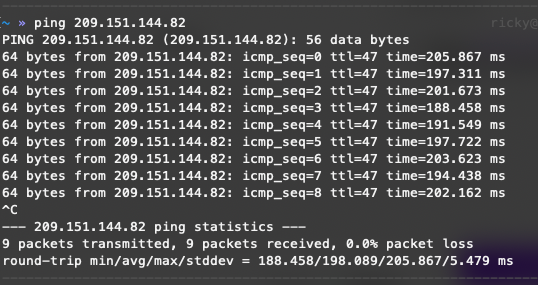 ~ » ping 209.151.144.82 ricky@
PING 209.151.144.82 (209.151.144.82): 56 data bytes
64 bytes from 209.151.144.82: icmp_seq=0 ttl=47 time=205.867 ms
64 bytes from 209.151.144.82: icmp_seq=1 ttl=47 time=197.311 ms
64 bytes from 209.151.144.82: icmp_seq=2 ttl=47 time=201.673 ms
64 bytes from 209.151.144.82: icmp_seq=3 ttl=47 time=188.458 ms
64 bytes from 209.151.144.82: icmp_seq=4 ttl=47 time=191.549 ms
64 bytes from 209.151.144.82: icmp_seq=5 ttl=47 time=197.722 ms
64 bytes from 209.151.144.82: icmp_seq=6 ttl=47 time=203.623 ms
64 bytes from 209.151.144.82: icmp_seq=7 ttl=47 time=194.438 ms
64 bytes from 209.151.144.82: icmp_seq=8 ttl=47 time=202.162 ms
^C
--- 209.151.144.82 ping statistics ---
9 packets transmitted, 9 packets received, 0.0% packet loss
round-trip min/avg/max/stddev = 188.458/198.089/205.867/5.479 ms